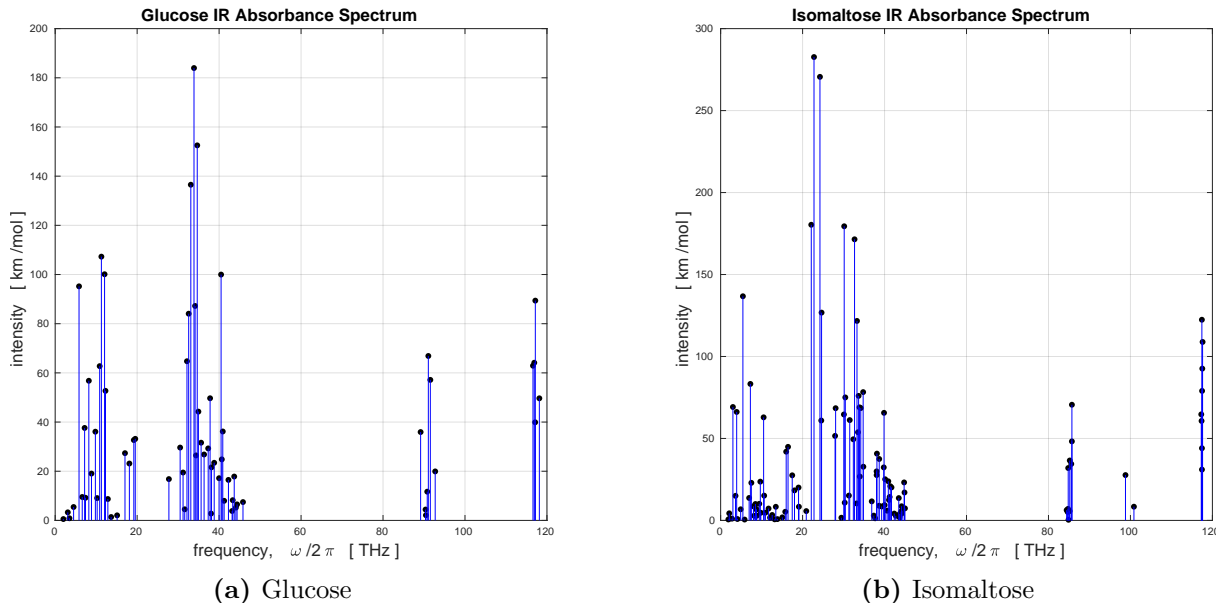 Glucose IR Absorbance Spectrum
200
180
160
140
120
100
80
60
40
20
0
intensity [ km /mol ]
0 20 40 60 80 100 120
frequency, ω/2 π [ THz ]
(a) Glucose
Isomaltose IR Absorbance Spectrum
300
250
200
150
100
50
0
intensity [ km /mol ]
0 20 40 60 80 100 120
frequency, ω/2 π [ THz ]
(b) Isomaltose